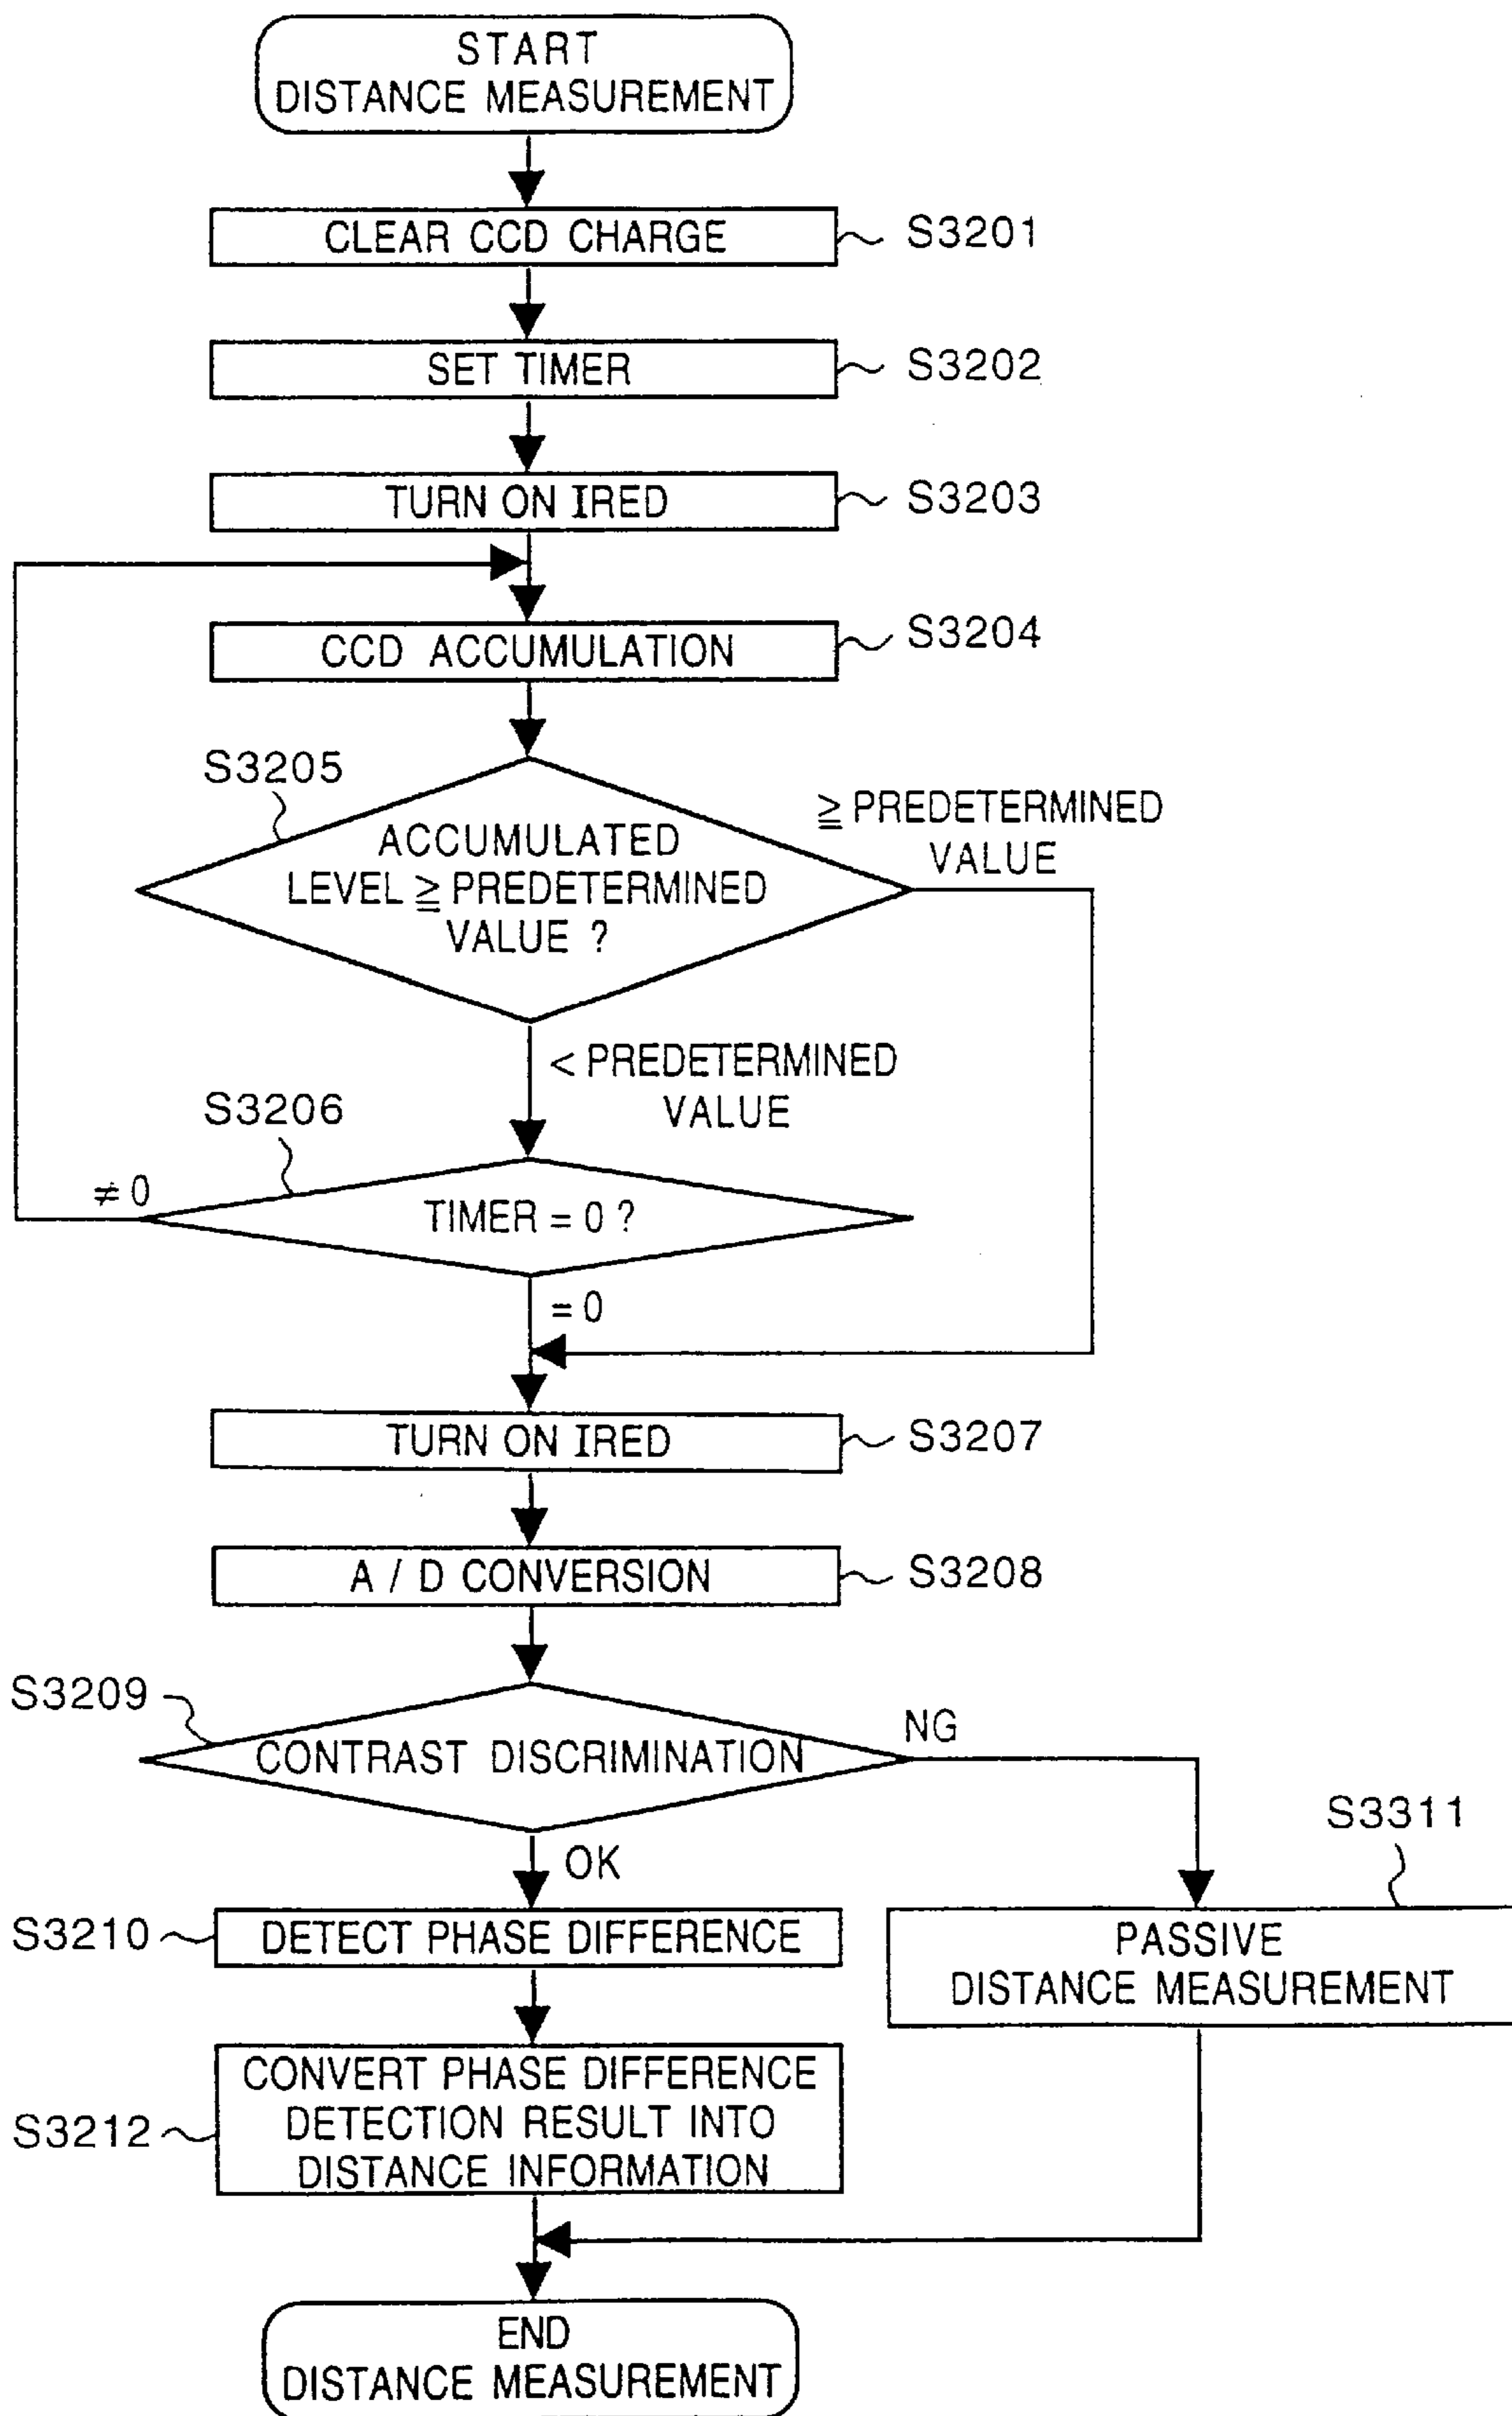 START
DISTANCE MEASUREMENT
CLEAR CCD CHARGE
S3201
SET TIMER
S3202
TURN ON IRED
S3203
CCD ACCUMULATION
S3204
S3205
ACCUMULATED
LEVEL ≧ PREDETERMINED
VALUE ?
≧ PREDETERMINED
VALUE
< PREDETERMINED
VALUE
S3206
≠ 0
TIMER = 0 ?
= 0
TURN ON IRED
S3207
A / D CONVERSION
S3208
S3209
CONTRAST DISCRIMINATION
NG
OK
S3311
S3210
DETECT PHASE DIFFERENCE
PASSIVE
DISTANCE MEASUREMENT
S3212
CONVERT PHASE DIFFERENCE
DETECTION RESULT INTO
DISTANCE INFORMATION
END
DISTANCE MEASUREMENT